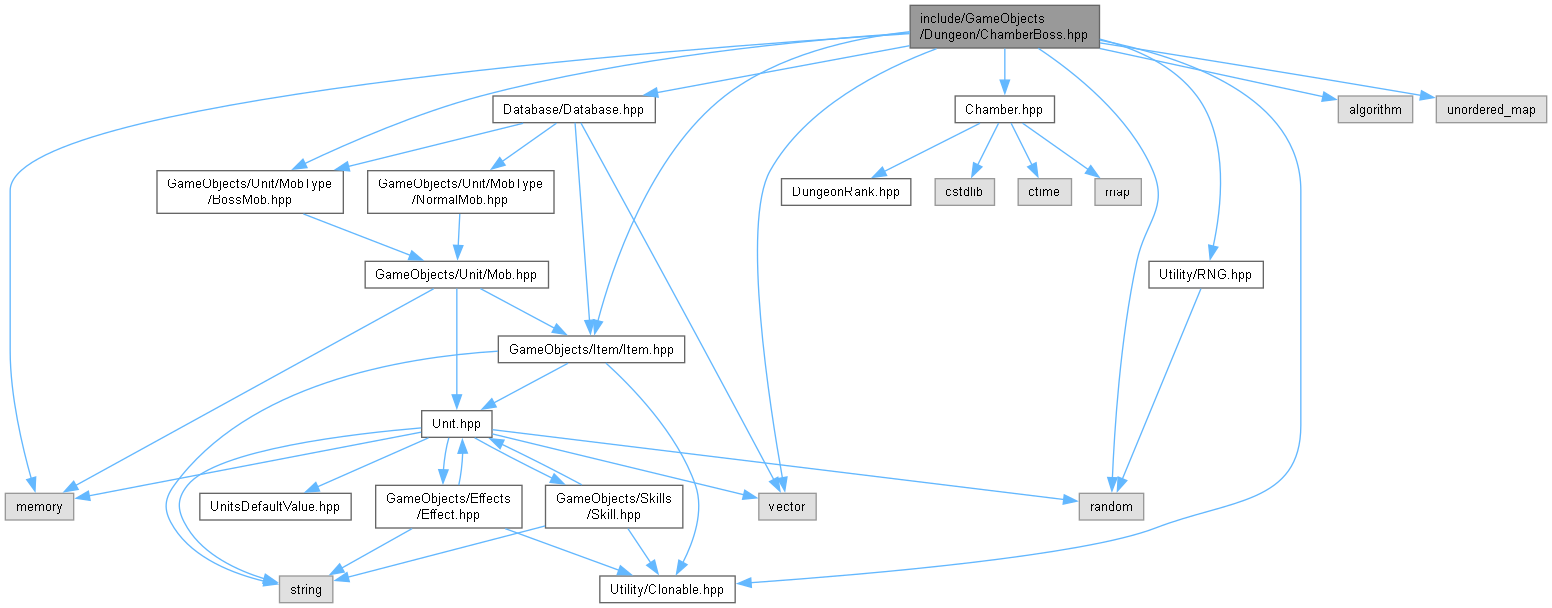 include/GameObjects
/Dungeon/ChamberBoss.hpp
Database/Database.hpp
Chamber.hpp
algorithm
unordered_map
GameObjects/Unit/MobType
/BossMob.hpp
GameObjects/Unit/MobType
/NormalMob.hpp
DungeonRank.hpp
cstdlib
ctime
map
GameObjects/Unit/Mob.hpp
Utility/RNG.hpp
GameObjects/Item/Item.hpp
Unit.hpp
memory
UnitsDefaultValue.hpp
GameObjects/Effects
/Effect.hpp
GameObjects/Skills
/Skill.hpp
vector
random
string
Utility/Clonable.hpp